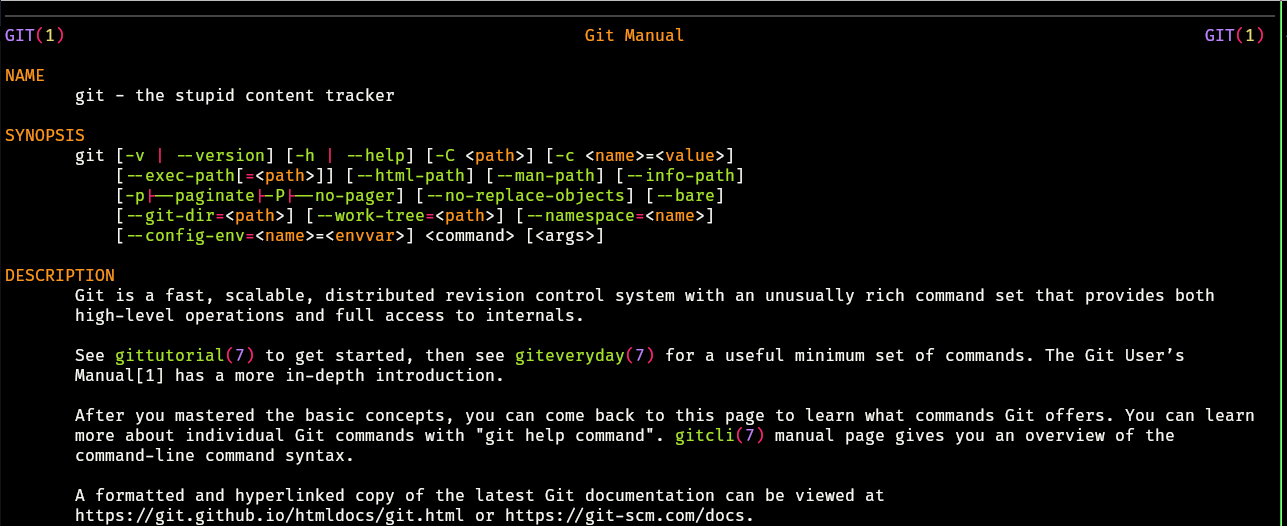 GIT(1) Git Manual GIT(1)
NAME
git - the stupid content tracker
SYNOPSIS
git [-v | --version] [-h | --help] [-C <path>] [-c <name>=<value>]
[--exec-path[=<path>]] [--html-path] [--man-path] [--info-path]
[-p|--paginate|-P|--no-pager] [--no-replace-objects] [--bare]
[--git-dir=<path>] [--work-tree=<path>] [--namespace=<name>]
[--config-env=<name>=<envvar>] <command> [<args>]
DESCRIPTION
Git is a fast, scalable, distributed revision control system with an unusually rich command set that provides both
high-level operations and full access to internals.
See gittutorial(7) to get started, then see giteveryday(7) for a useful minimum set of commands. The Git User’s
Manual[1] has a more in-depth introduction.
After you mastered the basic concepts, you can come back to this page to learn what commands Git offers. You can learn
more about individual Git commands with "git help command". gitcli(7) manual page gives you an overview of the
command-line command syntax.
A formatted and hyperlinked copy of the latest Git documentation can be viewed at
https://git.github.io/htmldocs/git.html or https://git-scm.com/docs.